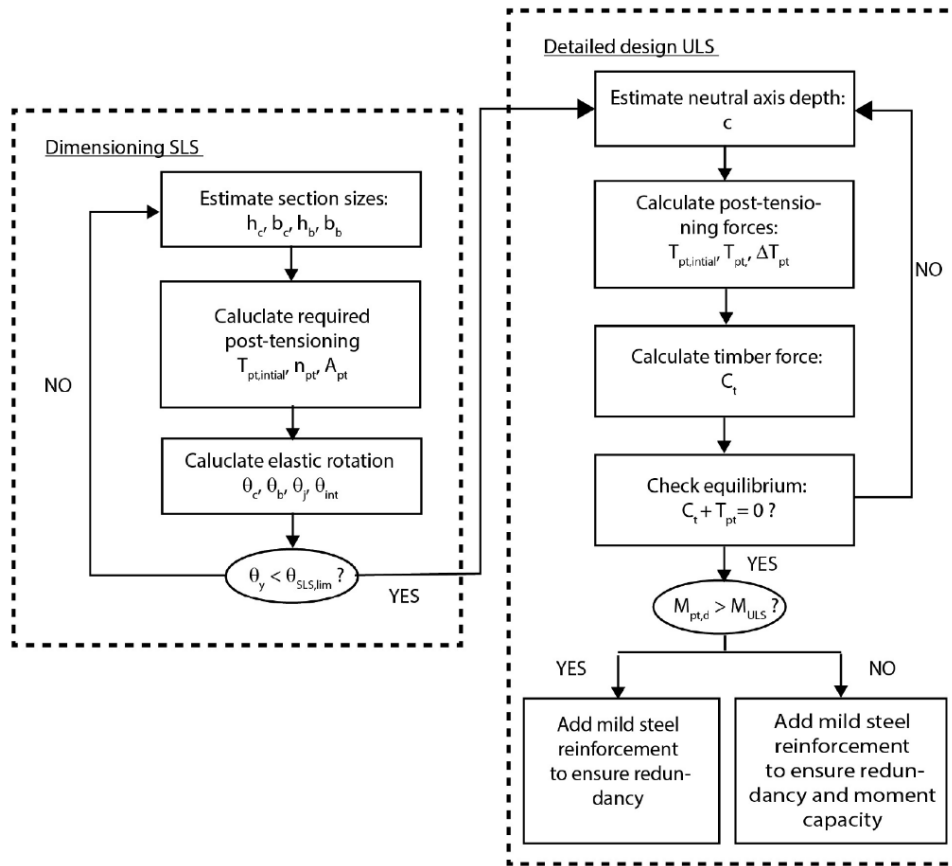 Dimensioning SLS
Estimate section sizes:
h_c, b_c, h_b, b_b
Caluclate required
post-tensioning
T_pt,intial, n_pt, A_pt
Caluclate elastic rotation
θ_c, θ_b, θ_j, θ_int
θ_y < θ_SLS,lim ?
NO
YES
Detailed design ULS
Estimate neutral axis depth:
c
Calculate post-tensio-
ning forces:
T_pt,intial, T_pt, ΔT_pt
Calculate timber force:
C_t
Check equilibrium:
C_t + T_pt = 0 ?
NO
YES
M_pt,d > M_ULS ?
YES
NO
Add mild steel
reinforcement
to ensure redun-
dancy
Add mild steel
reinforcement
to ensure redun-
dancy and moment
capacity